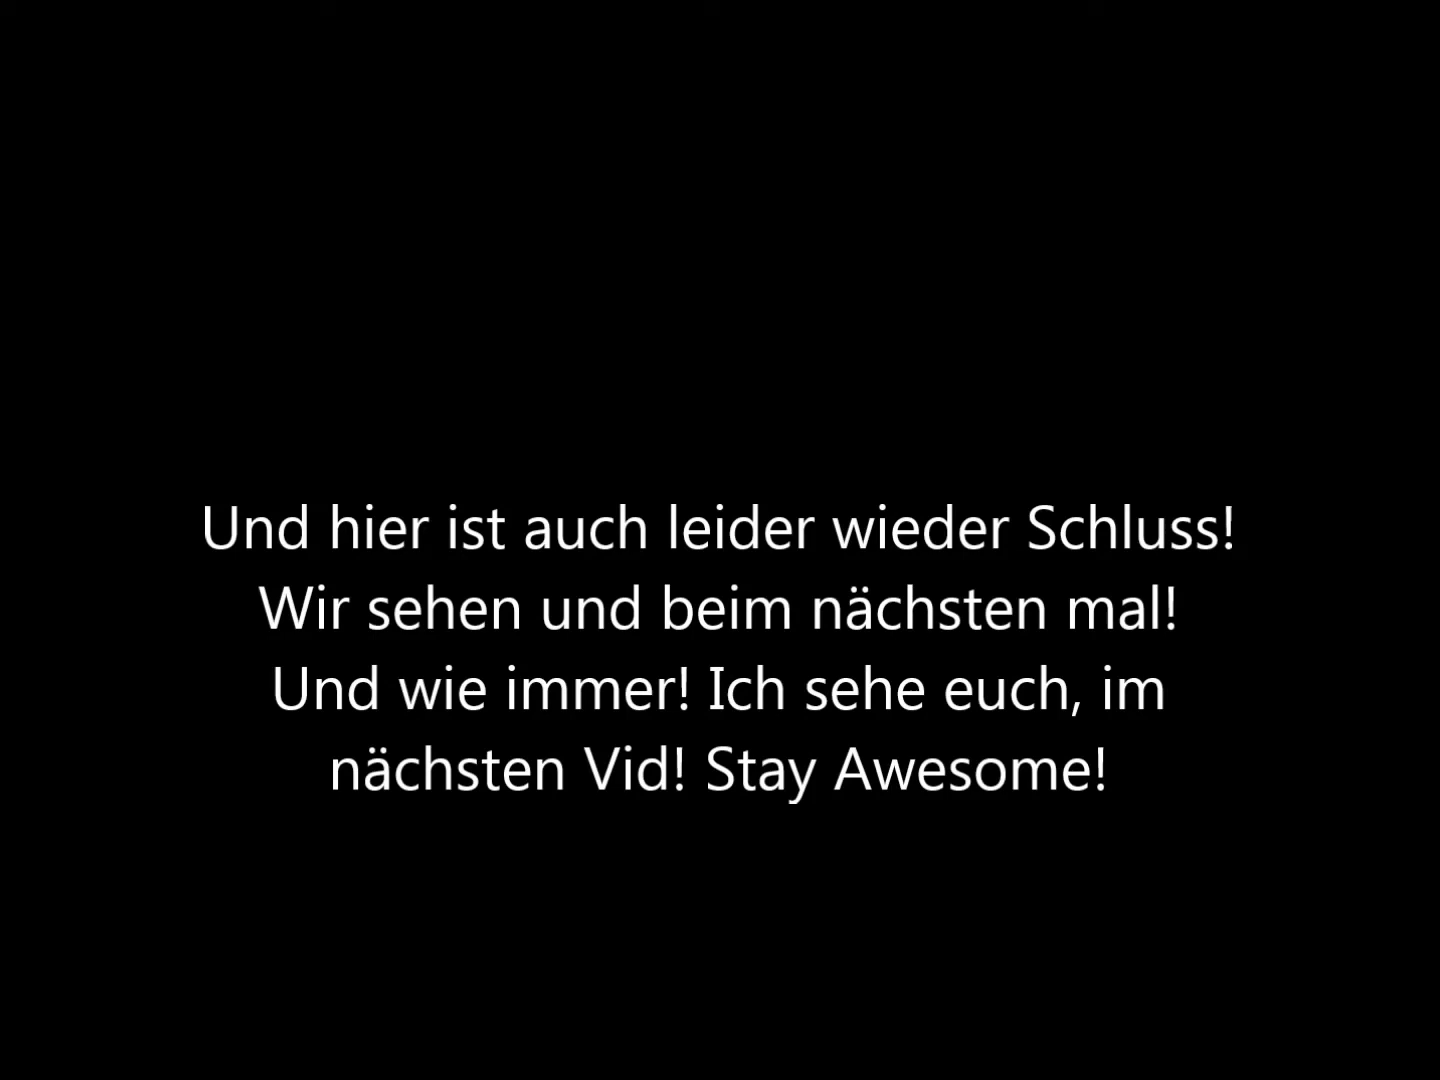 Und hier ist auch leider wieder Schluss!
Wir sehen und beim nächsten mal!
Und wie immer! Ich sehe euch, im
nächsten Vid! Stay Awesome!